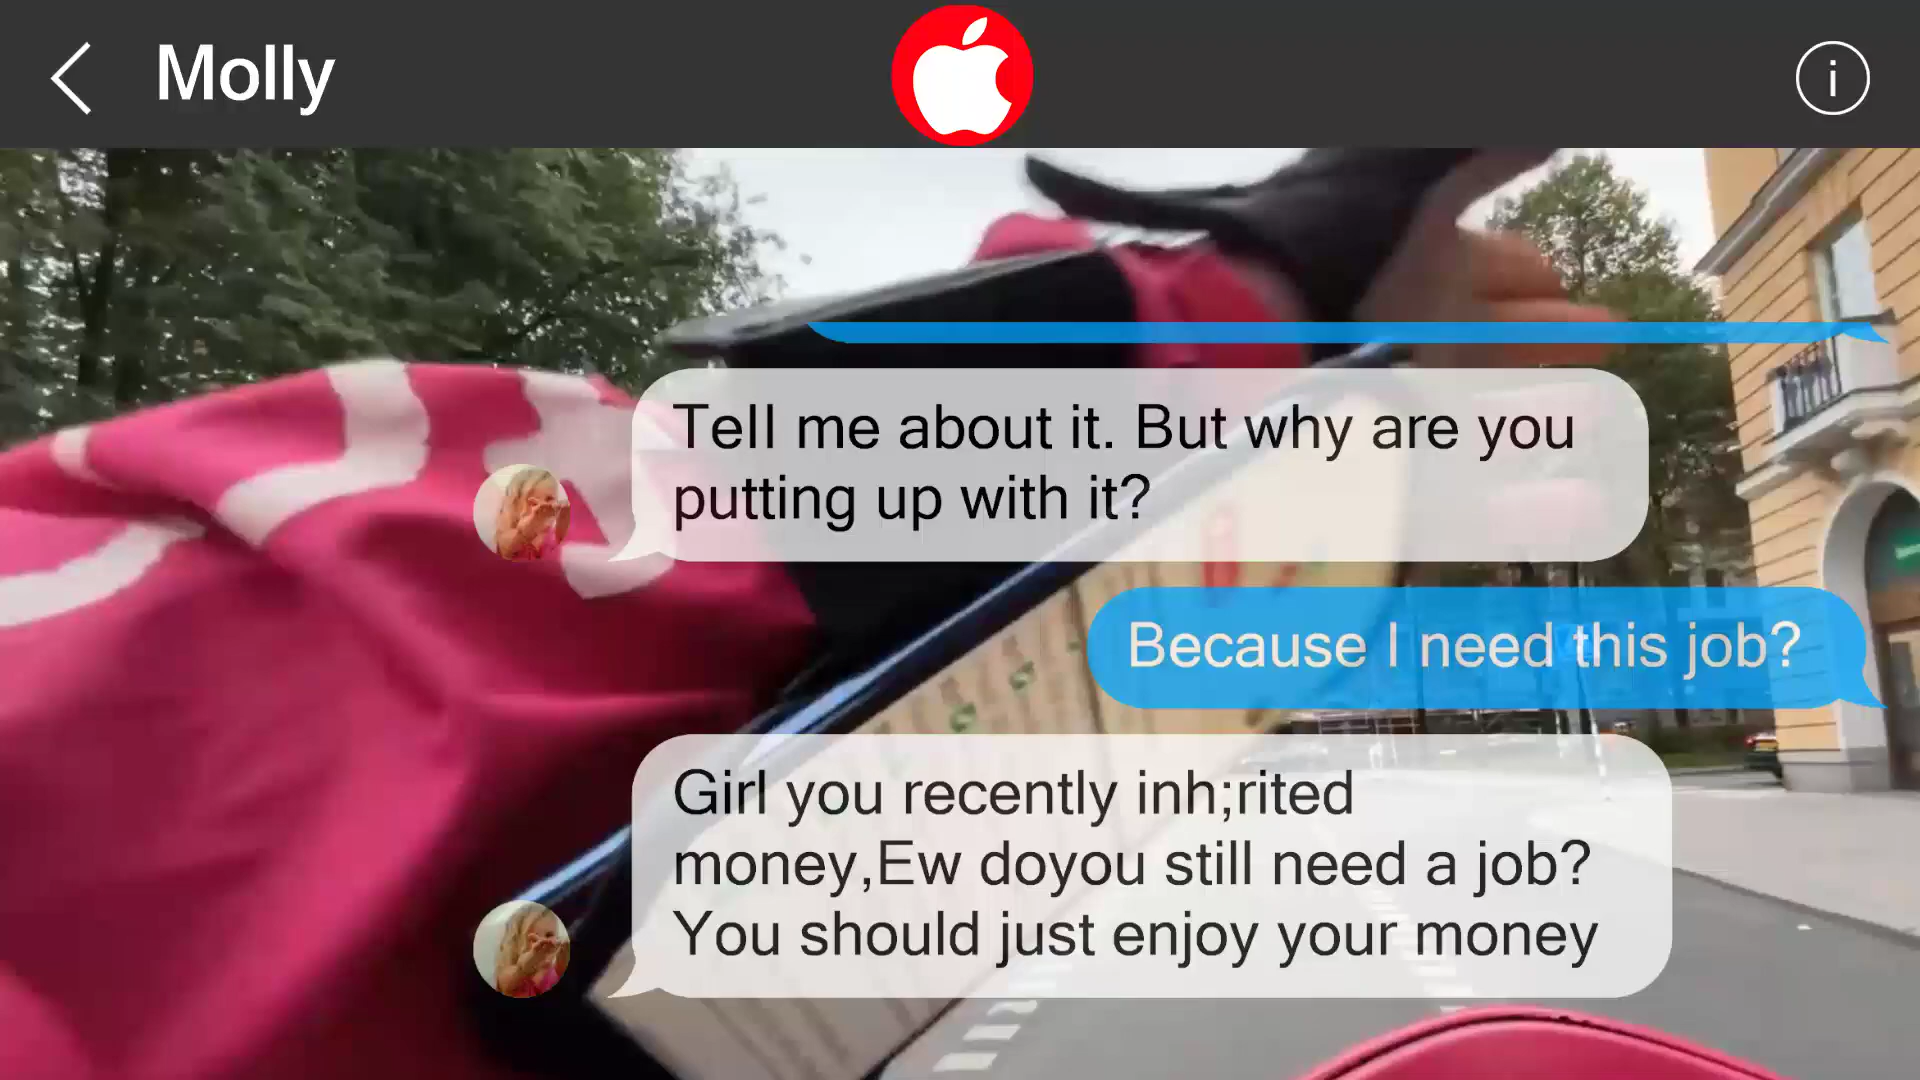 Molly
Tell me about it. But why are you
putting up with it?
Because I need this job?
Girl you recently inh;rited
money,Ew doyou still need a job?
You should just enjoy your money